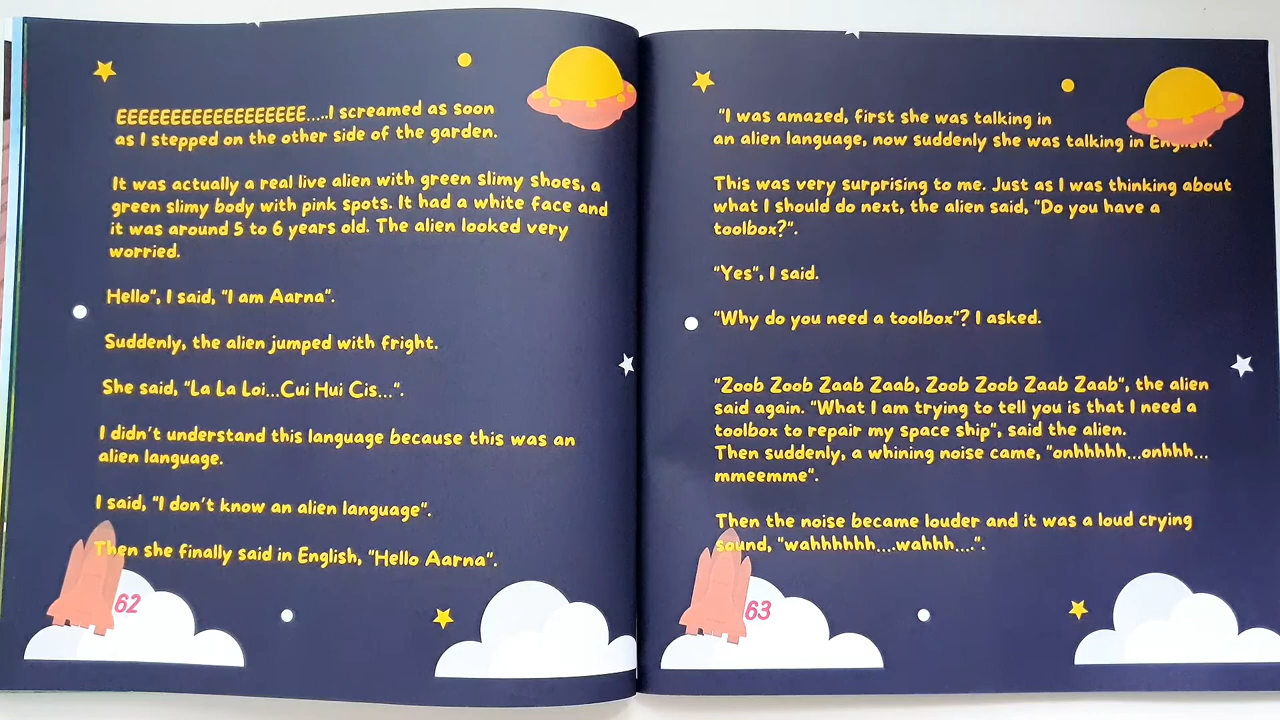 EEEEEEEEEEEEEEEEEE.....I screamed as soon
as I stepped on the other side of the garden.
It was actually a real live alien with green slimy shoes, a
green slimy body with pink spots. It had a white face and
it was around 5 to 6 years old. The alien looked very
worried.
Hello", I said, "I am Aarna".
Suddenly, the alien jumped with fright.
She said, "La La Loi...Cui Hui Cis...".
I didn't understand this language because this was an
alien language.
I said, "I don't know an alien language".
Then she finally said in English, "Hello Aarna".
62
"I was amazed, first she was talking in
an alien language, now suddenly she was talking in English.
This was very surprising to me. Just as I was thinking about
what I should do next, the alien said, "Do you have a
toolbox?".
"Yes", I said.
"Why do you need a toolbox"? I asked.
"Zoob Zoob Zaab Zaab, Zoob Zoob Zaab Zaab", the alien
said again. "What I am trying to tell you is that I need a
toolbox to repair my space ship", said the alien.
Then suddenly, a whining noise came, "onhhhhh...onhhh...
mmeemme".
Then the noise became louder and it was a loud crying
sound, "wahhhhhh....wahhh....".
63